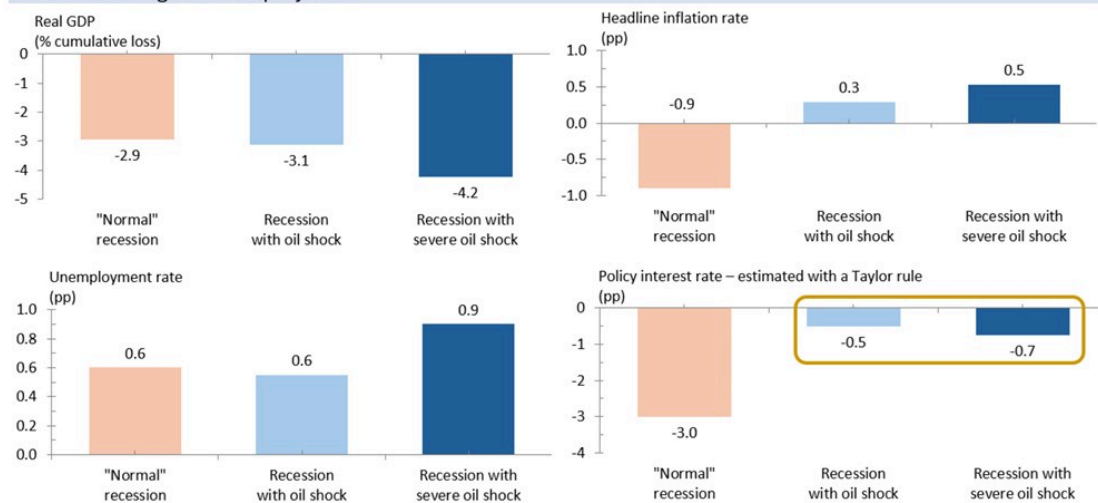 Real GDP
(% cumulative loss)
0
-1
-2
-3
-4
-5
-2.9
-3.1
-4.2
"Normal"
recession
Recession
with oil shock
Recession with
severe oil shock
Headline inflation rate
(pp)
1.0
0.5
0.0
-0.5
-1.0
-0.9
0.3
0.5
"Normal"
recession
Recession
with oil shock
Recession with
severe oil shock
Unemployment rate
(pp)
1.0
0.8
0.6
0.4
0.2
0.0
0.6
0.6
0.9
"Normal"
recession
Recession
with oil shock
Recession with
severe oil shock
Policy interest rate – estimated with a Taylor rule
(pp)
0
-1
-2
-3
-4
-3.0
-0.5
-0.7
"Normal"
recession
Recession
with oil shock
Recession with
severe oil shock